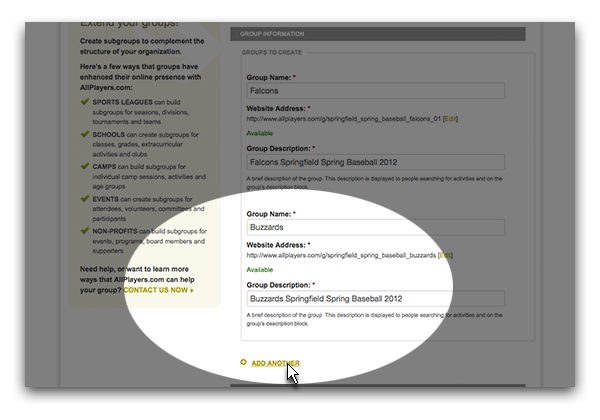 Extend your groups!
Create subgroups to complement the
structure of your organization.
Here's a few ways that groups have
enhanced their online presence with
AllPlayers.com:
SPORTS LEAGUES can build
subgroups for seasons, divisions,
tournaments and teams
SCHOOLS can create subgroups for
classes, grades, extracurricular
activities and clubs
CAMPS can build subgroups for
individual camp sessions, activities and
age groups
EVENTS can create subgroups for
attendees, volunteers, committees and
participants
NON-PROFITS can build subgroups for
events, programs, board members and
supporters
Need help, or want to learn more
ways that AllPlayers.com can help
your group? CONTACT US NOW »
GROUP INFORMATION
GROUPS TO CREATE
Group Name: *
Falcons
Website Address: *
http://www.allplayers.com/g/springfield_spring_baseball_falcons_01 [Edit]
Available
Group Description: *
Falcons Springfield Spring Baseball 2012
A brief description of the group. This description is displayed to people searching for activities and on the
group's description block.
Group Name: *
Buzzards
Website Address: *
http://www.allplayers.com/g/springfield_spring_baseball_buzzards [Edit]
Available
Group Description: *
Buzzards Springfield Spring Baseball 2012
A brief description of the group. This description is displayed to people searching for activities and on the
group's description block.
ADD ANOTHER